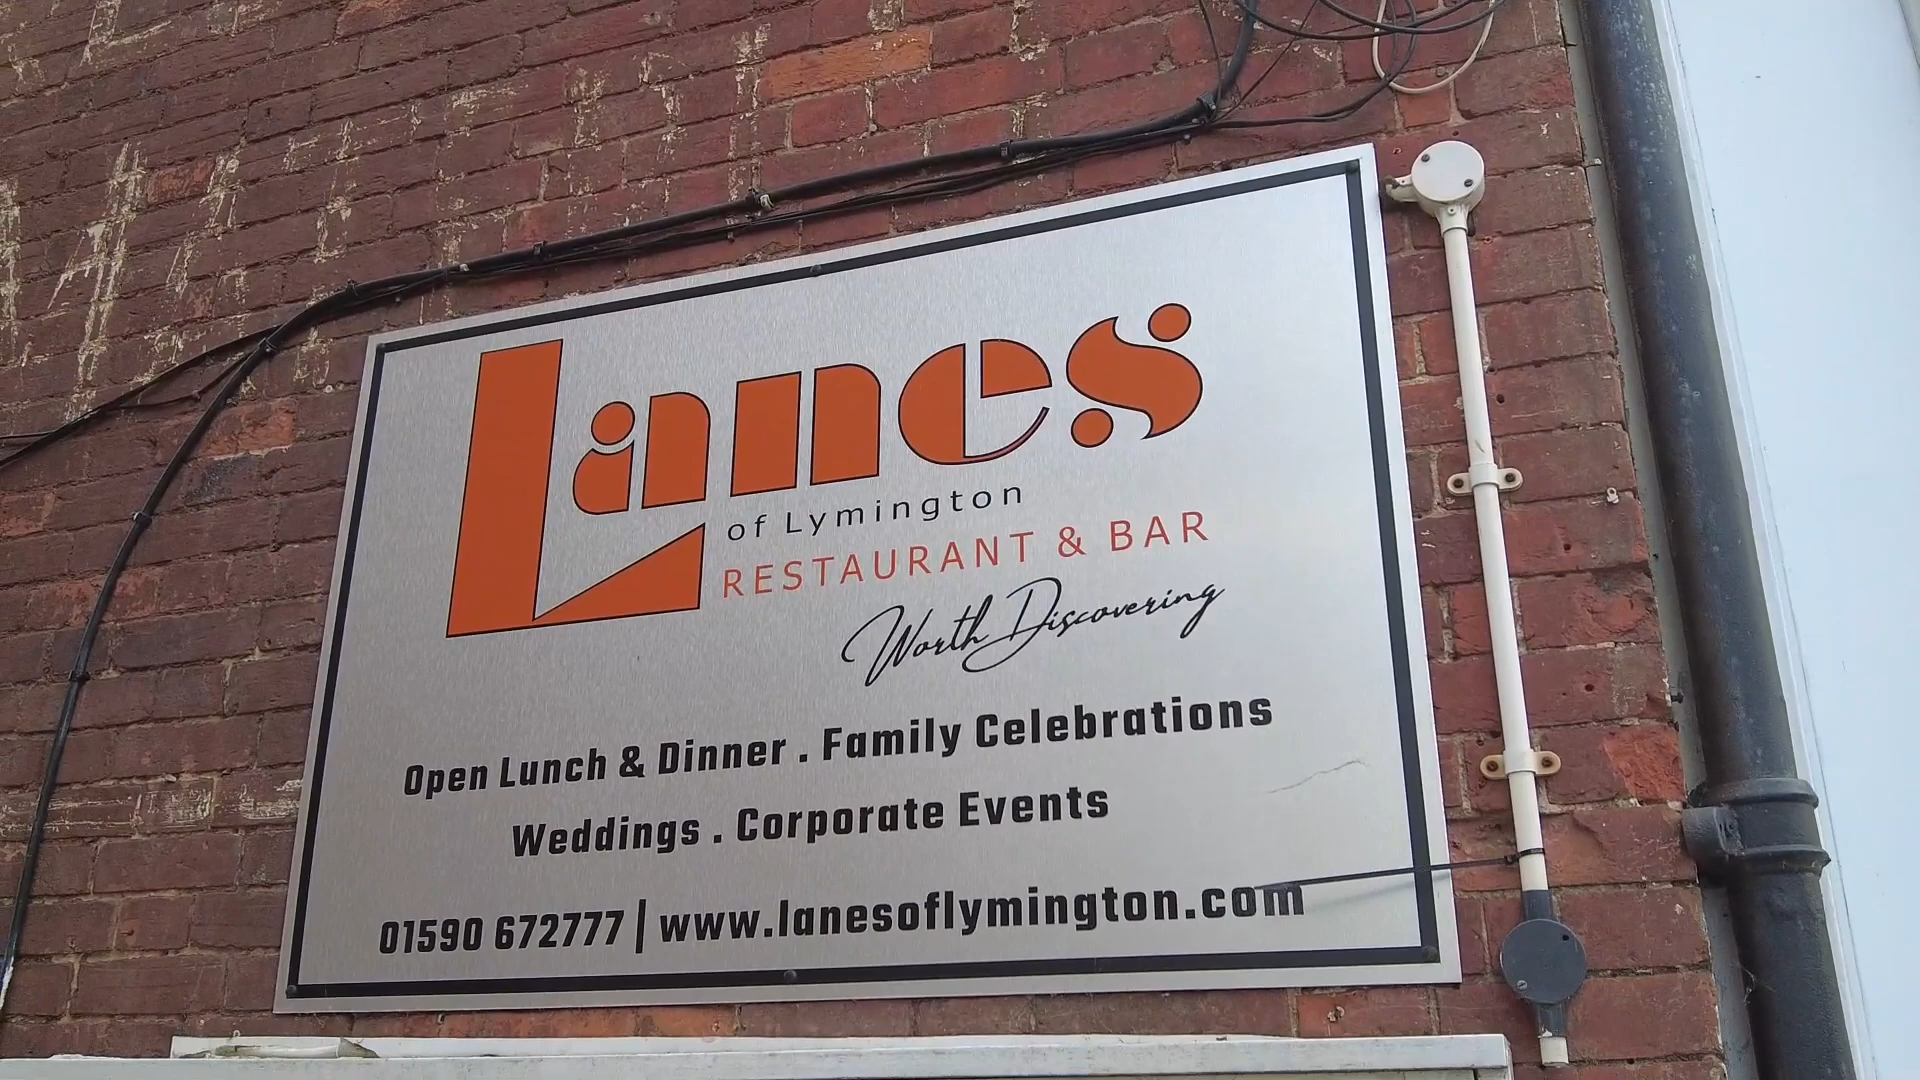 Lanes
of Lymington
RESTAURANT & BAR
Worth Discovering
Open Lunch & Dinner . Family Celebrations
Weddings . Corporate Events
01590 672777 | www.lanesoflymington.com